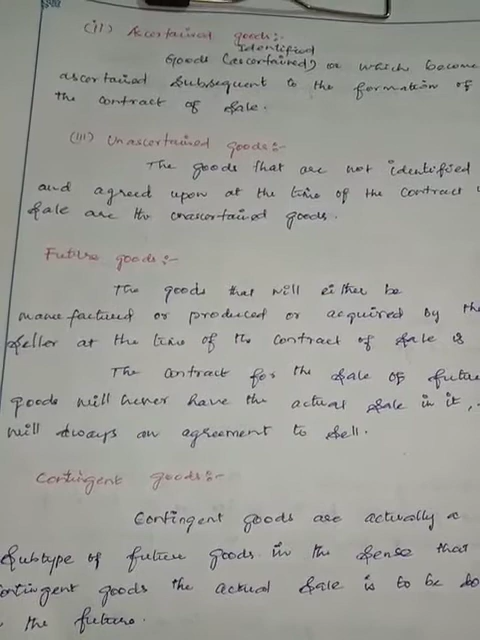 (ii) Ascertained goods:-
Identified
Goods (ascertained) or which become
ascertained subsequent to the formation of
the contract of sale.
(iii) Unascertained goods:-
The goods that are not identified
and agreed upon at the time of the contract
sale are the unascertained goods.
Future goods:-
The goods that will either be
manufactured or produced or acquired by the
seller at the time of the contract of sale is
The contract for the sale of future
goods will never have the actual sale in it,
will always an agreement to sell.
Contingent goods:-
Contingent goods are actually a
subtype of future goods in the sense that
contingent goods the actual sale is to be do
the future.